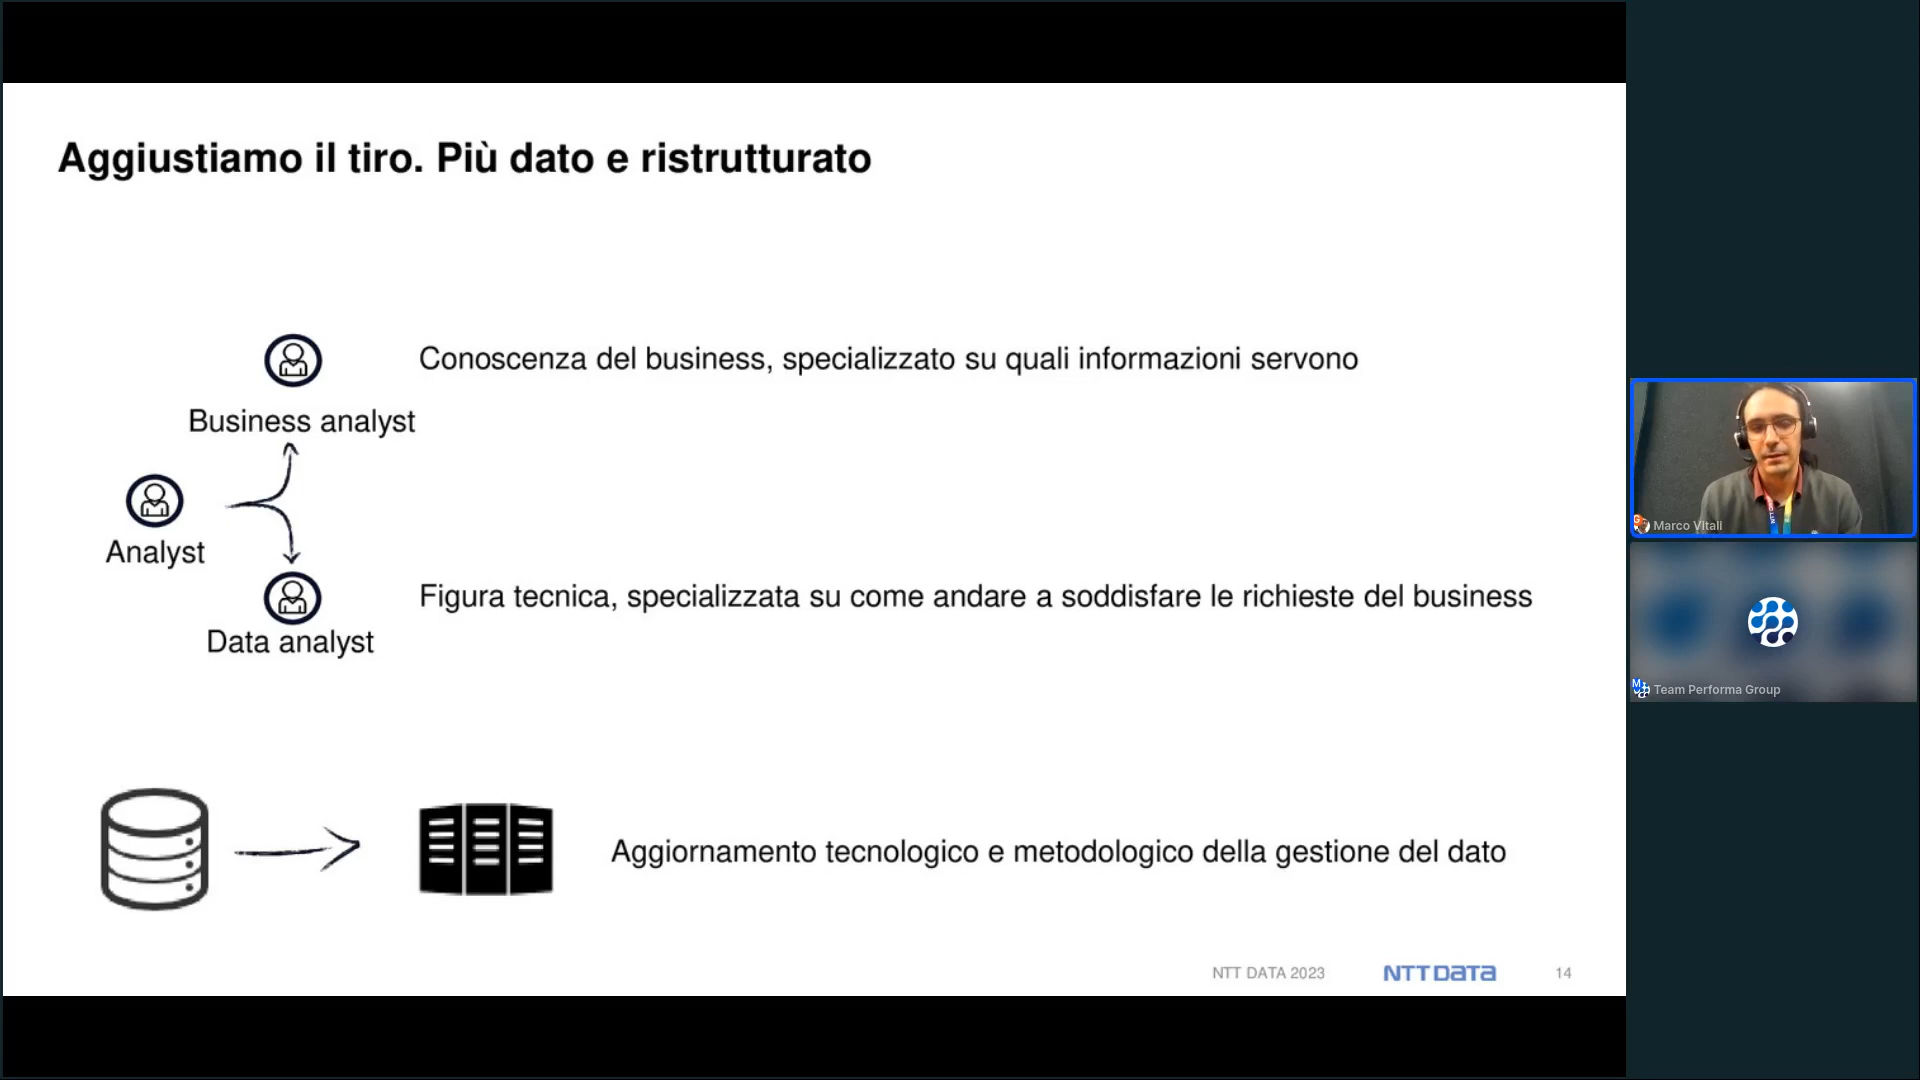 Aggiustiamo il tiro. Più dato e ristrutturato
Conoscenza del business, specializzato su quali informazioni servono
Business analyst
Analyst
Figura tecnica, specializzata su come andare a soddisfare le richieste del business
Data analyst
Aggiornamento tecnologico e metodologico della gestione del dato
NTT DATA 2023
NTT DATA
14
Marco Vitali
Team Performa Group